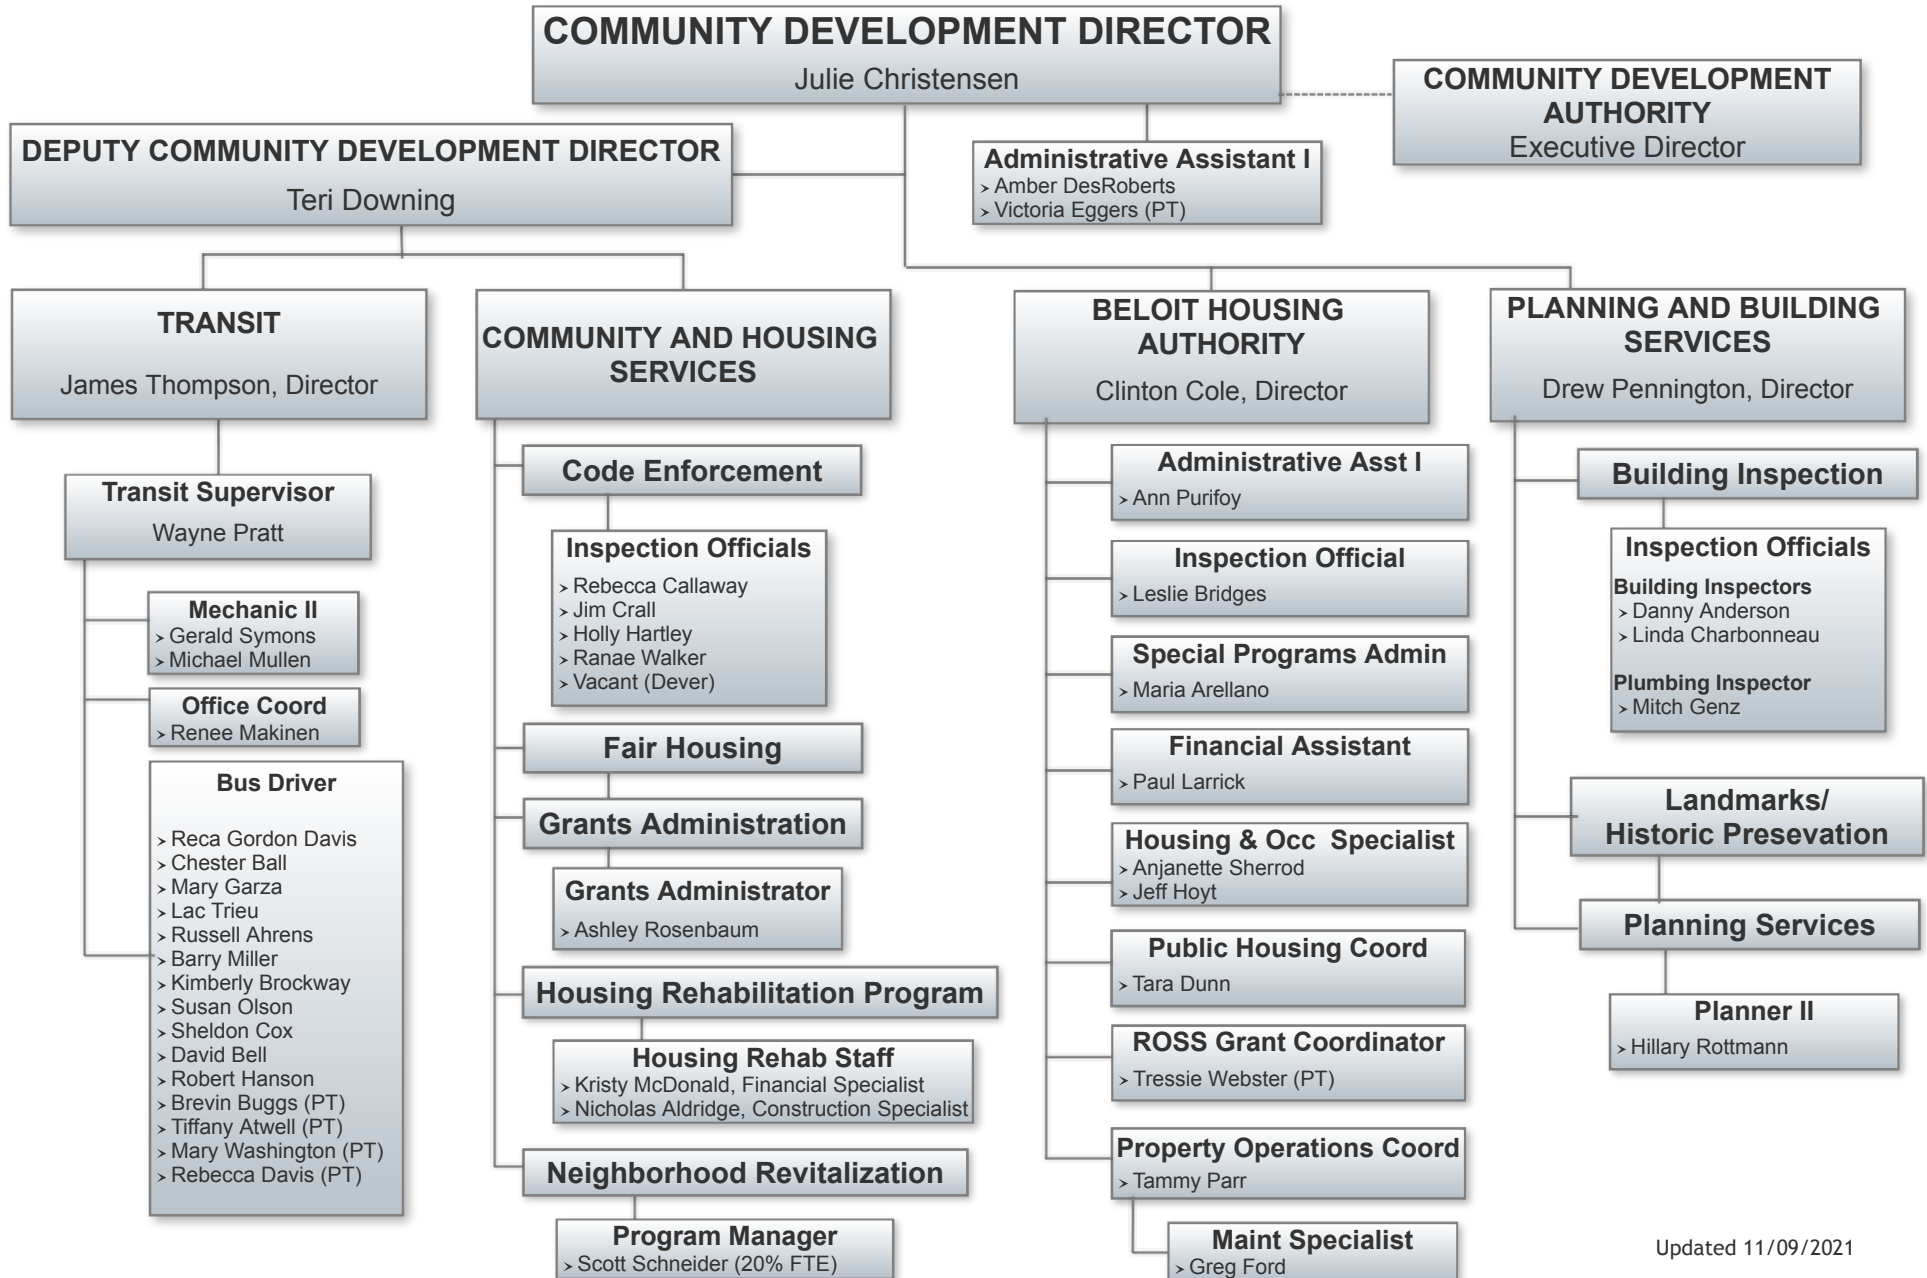 COMMUNITY DEVELOPMENT DIRECTOR
Julie Christensen
COMMUNITY DEVELOPMENT
AUTHORITY
Executive Director
DEPUTY COMMUNITY DEVELOPMENT DIRECTOR
Teri Downing
Administrative Assistant I
> Amber DesRoberts
> Victoria Eggers (PT)
TRANSIT
James Thompson, Director
Transit Supervisor
Wayne Pratt
Mechanic II
> Gerald Symons
> Michael Mullen
Office Coord
> Renee Makinen
Bus Driver
> Reca Gordon Davis
> Chester Ball
> Mary Garza
> Lac Trieu
> Russell Ahrens
> Barry Miller
> Kimberly Brockway
> Susan Olson
> Sheldon Cox
> David Bell
> Robert Hanson
> Brevin Buggs (PT)
> Tiffany Atwell (PT)
> Mary Washington (PT)
> Rebecca Davis (PT)
COMMUNITY AND HOUSING
SERVICES
Code Enforcement
Inspection Officials
> Rebecca Callaway
> Jim Crall
> Holly Hartley
> Ranae Walker
> Vacant (Dever)
Fair Housing
Grants Administration
Grants Administrator
> Ashley Rosenbaum
Housing Rehabilitation Program
Housing Rehab Staff
> Kristy McDonald, Financial Specialist
> Nicholas Aldridge, Construction Specialist
Neighborhood Revitalization
Program Manager
> Scott Schneider (20% FTE)
BELOIT HOUSING
AUTHORITY
Clinton Cole, Director
Administrative Asst I
> Ann Purifoy
Inspection Official
> Leslie Bridges
Special Programs Admin
> Maria Arellano
Financial Assistant
> Paul Larrick
Housing & Occ Specialist
> Anjanette Sherrod
> Jeff Hoyt
Public Housing Coord
> Tara Dunn
ROSS Grant Coordinator
> Tressie Webster (PT)
Property Operations Coord
> Tammy Parr
Maint Specialist
> Greg Ford
PLANNING AND BUILDING
SERVICES
Drew Pennington, Director
Building Inspection
Inspection Officials
Building Inspectors
> Danny Anderson
> Linda Charbonneau
Plumbing Inspector
> Mitch Genz
Landmarks/
Historic Presevation
Planning Services
Planner II
> Hillary Rottmann
Updated 11/09/2021